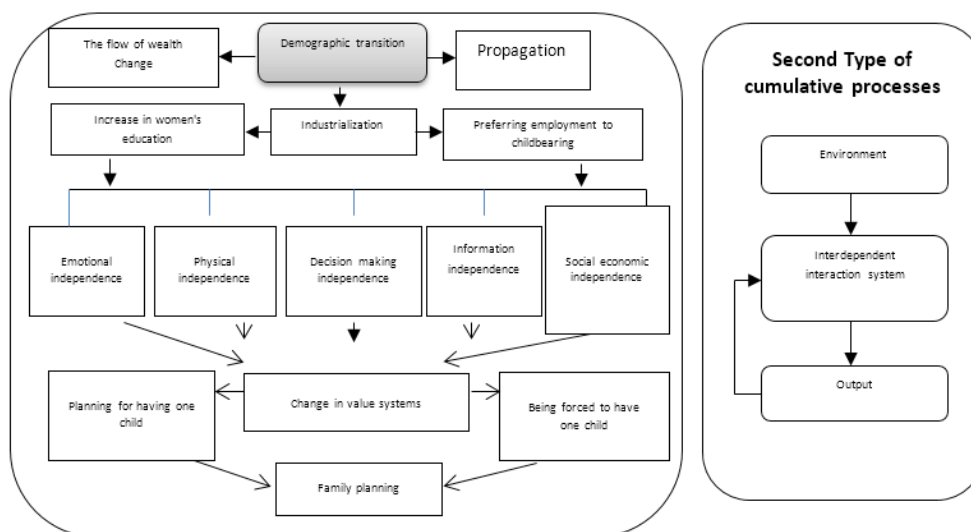 The flow of wealth
Change
Demographic transition
Propagation
Increase in women's
education
Industrialization
Preferring employment to
childbearing
Emotional
independence
Physical
independence
Decision making
independence
Information
independence
Social economic
independence
Planning for having one
child
Change in value systems
Being forced to have
one child
Family planning
Second Type of
cumulative processes
Environment
Interdependent
interaction system
Output